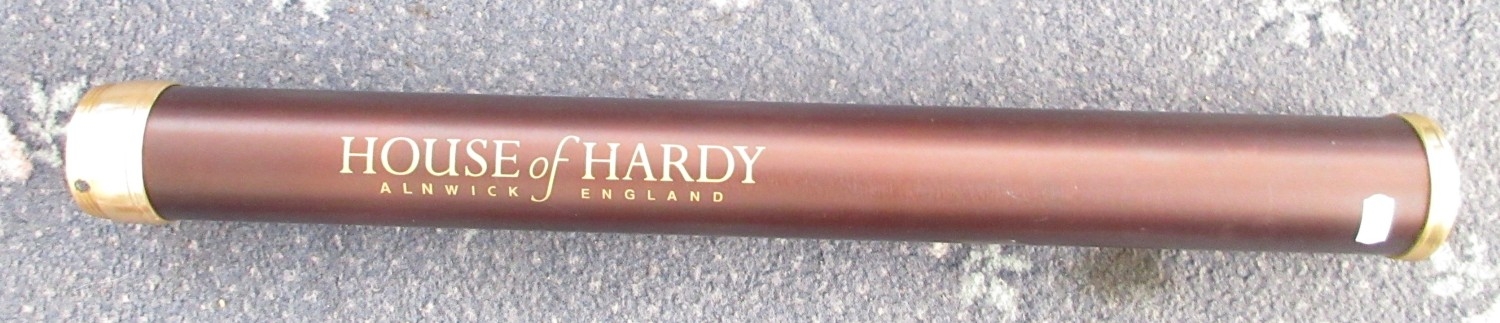 HOUSE of HARDY
ALNWICK ENGLAND